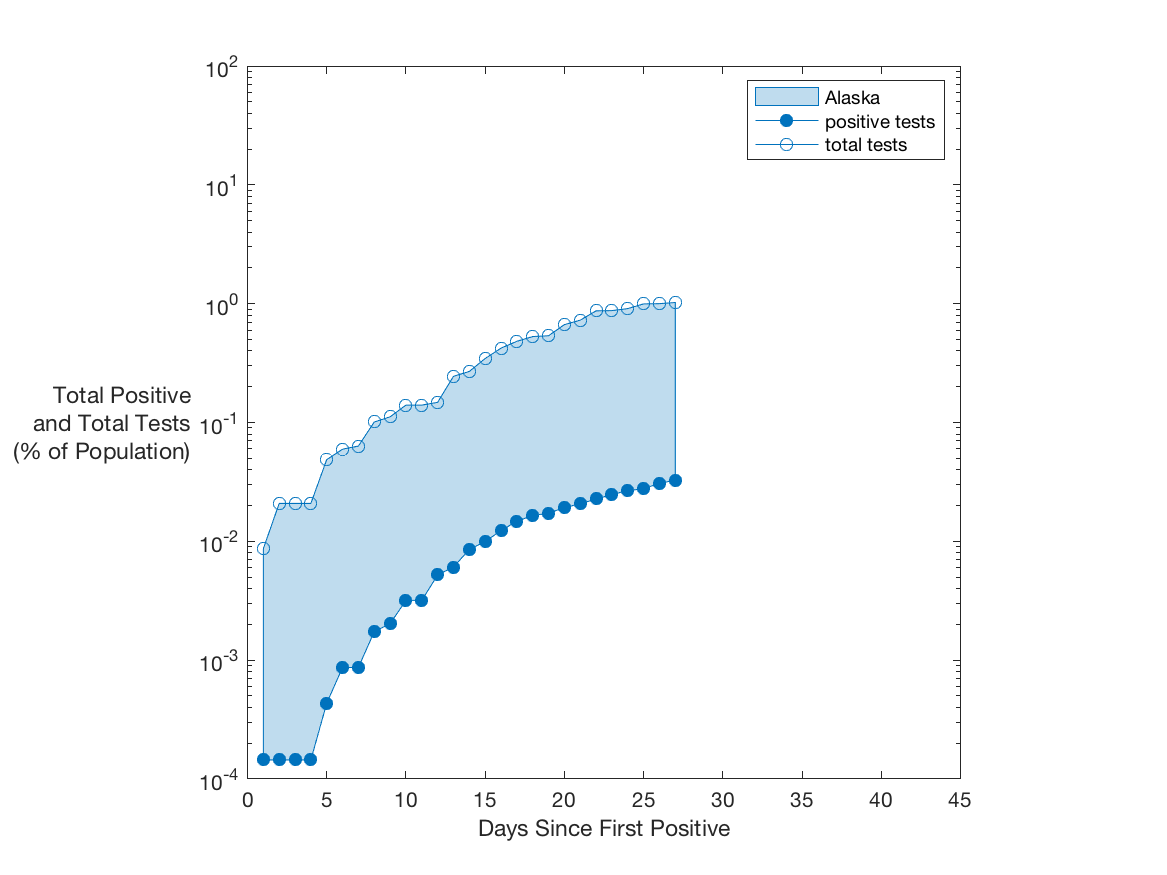 10^2
10^1
10^0
10^-1
10^-2
10^-3
10^-4
Total Positive
and Total Tests
(% of Population)
Alaska
positive tests
total tests
0 5 10 15 20 25 30 35 40 45
Days Since First Positive